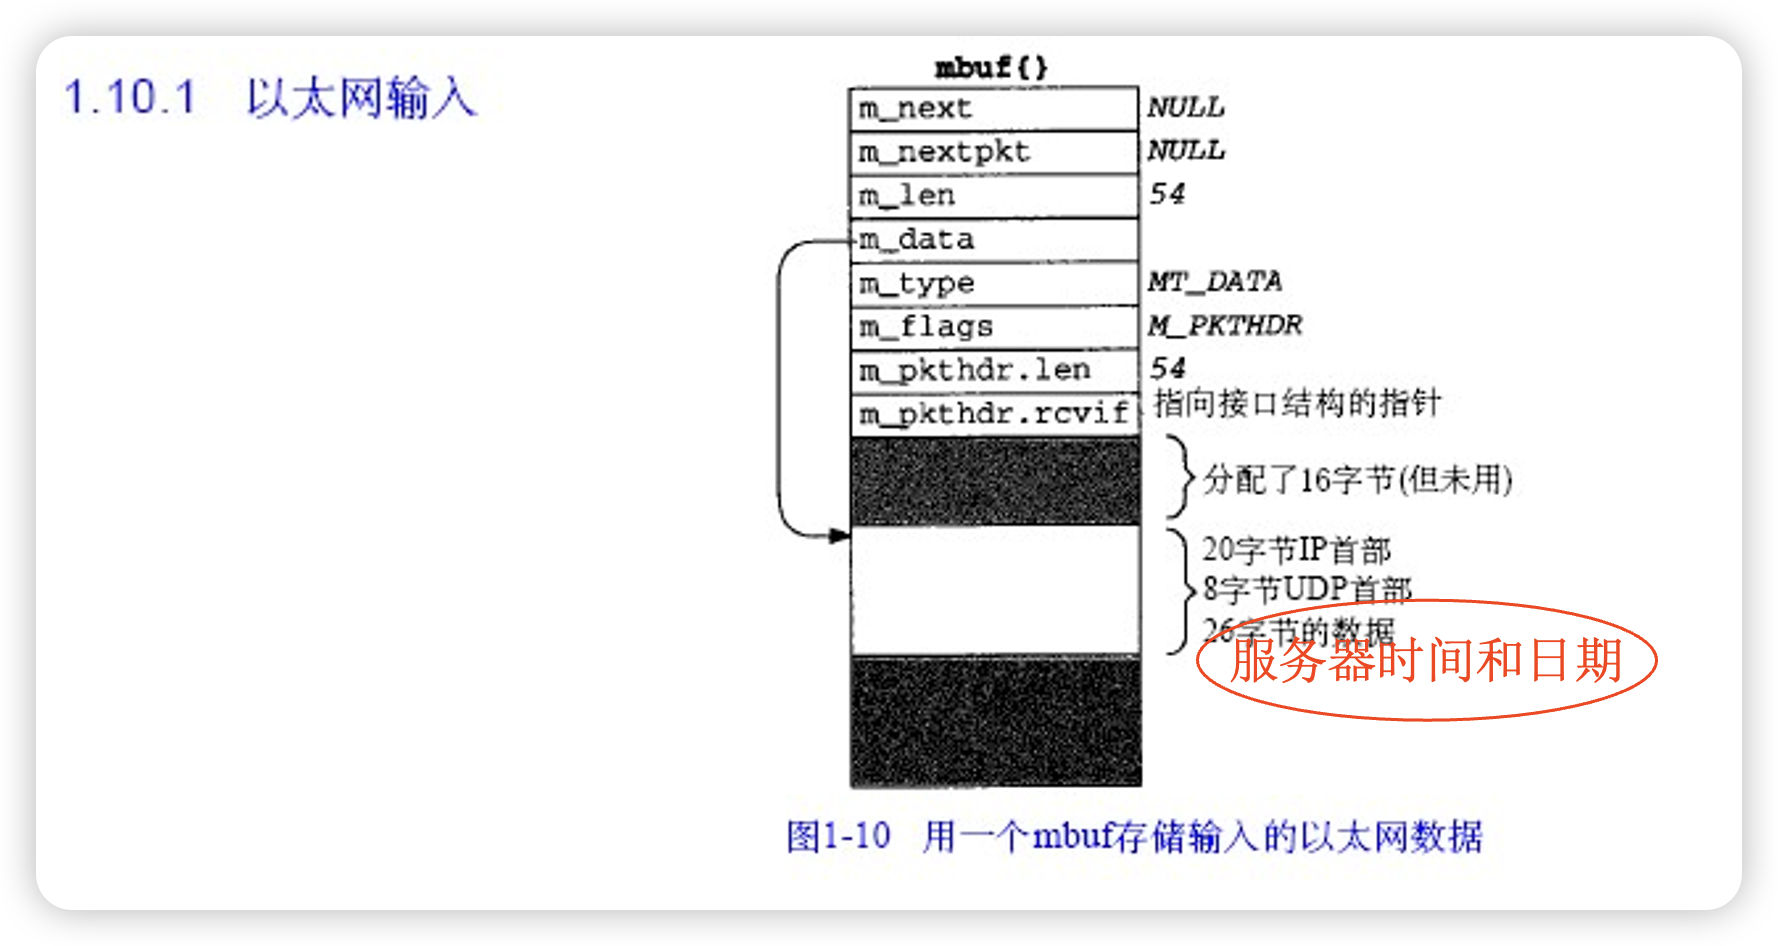 1.10.1 以太网输入
mbuf{}
m_next NULL
m_nextpkt NULL
m_len 54
m_data
m_type MT_DATA
m_flags M_PKTHDR
m_pkthdr.len 54
m_pkthdr.rcvif 指向接口结构的指针
分配了16字节(但未用)
20字节IP首部
8字节UDP首部
26字节的数据
服务器时间和日期
图1-10 用一个mbuf存储输入的以太网数据